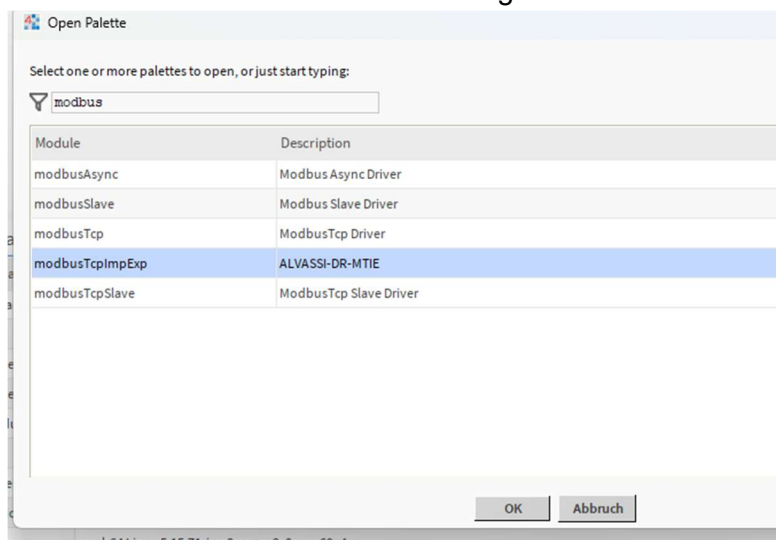 Open Palette
Select one or more palettes to open, or just start typing:
modbus
Module Description
modbusAsync Modbus Async Driver
modbusSlave Modbus Slave Driver
modbusTcp ModbusTcp Driver
modbusTcpImpExp ALVASSI-DR-MTIE
modbusTcpSlave ModbusTcp Slave Driver
OK Abbruch